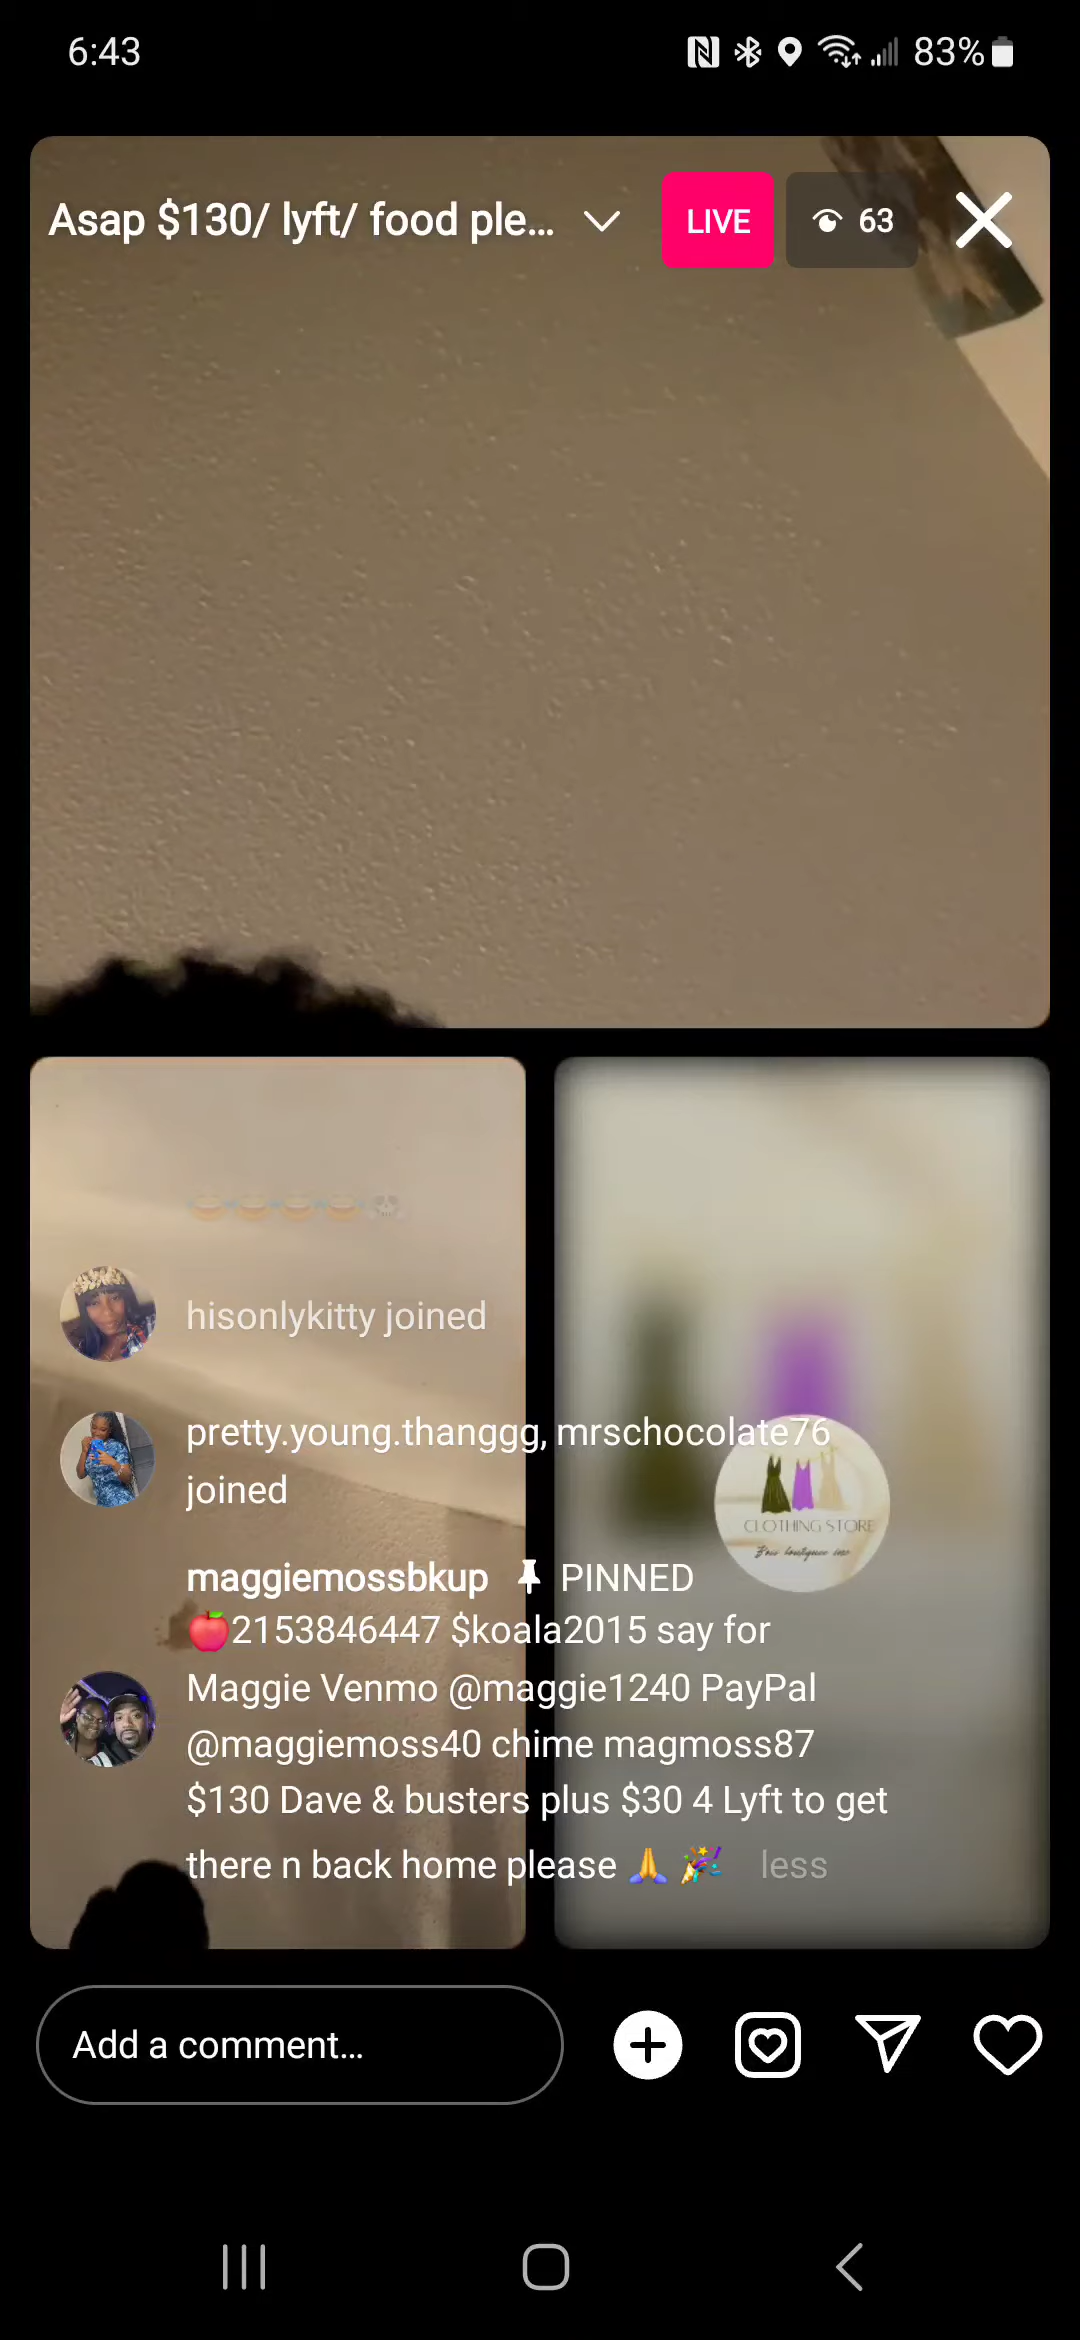 6:43
83%
Asap $130/ lyft/ food ple...
LIVE
63
hisonlykitty joined
pretty.young.thanggg, mrschocolate76
joined
CLOTHING STORE
maggiemossbkup 📌 PINNED
🍎2153846447 $koala2015 say for
Maggie Venmo @maggie1240 PayPal
@maggiemoss40 chime magmoss87
$130 Dave & busters plus $30 4 Lyft to get
there n back home please 🙏 🎉 less
Add a comment...